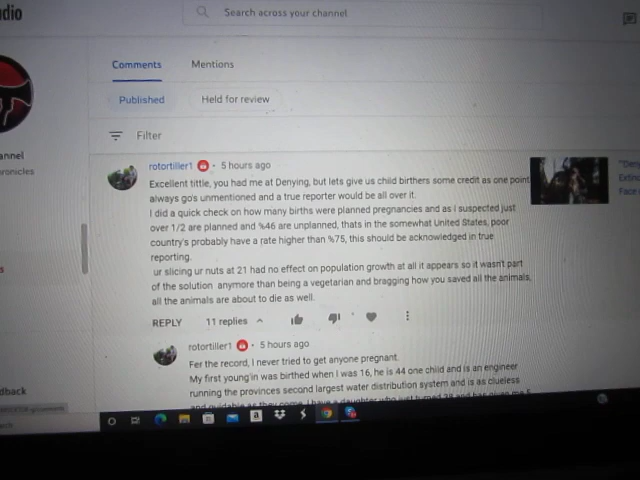 dio
Search across your channel
Comments
Mentions
Published
Held for review
Filter
annel
ronicles
s
dback
rotortiller1 · 5 hours ago
Excellent tittie, you had me at Denying, but lets give us child birthers some credit as one point
always go's unmentioned and a true reporter would be all over it.
I did a quick check on how many births were planned pregnancies and as I suspected just
over 1/2 are planned and %46 are unplanned, thats in the somewhat United States, poor
country's probably have a rate higher than %75, this should be acknowledged in true
reporting.
ur slicing ur nuts at 21 had no effect on population growth at all it appears so it wasn't part
of the solution anymore than being a vegetarian and bragging how you saved all the animals,
all the animals are about to die as well.
REPLY 11 replies
rotortiller1 · 5 hours ago
Fer the record, I never tried to get anyone pregnant.
My first young'in was birthed when I was 16, he is 44 one child and is an engineer
running the provinces second largest water distribution system and is as clueless
"Deny
Extinc
Face